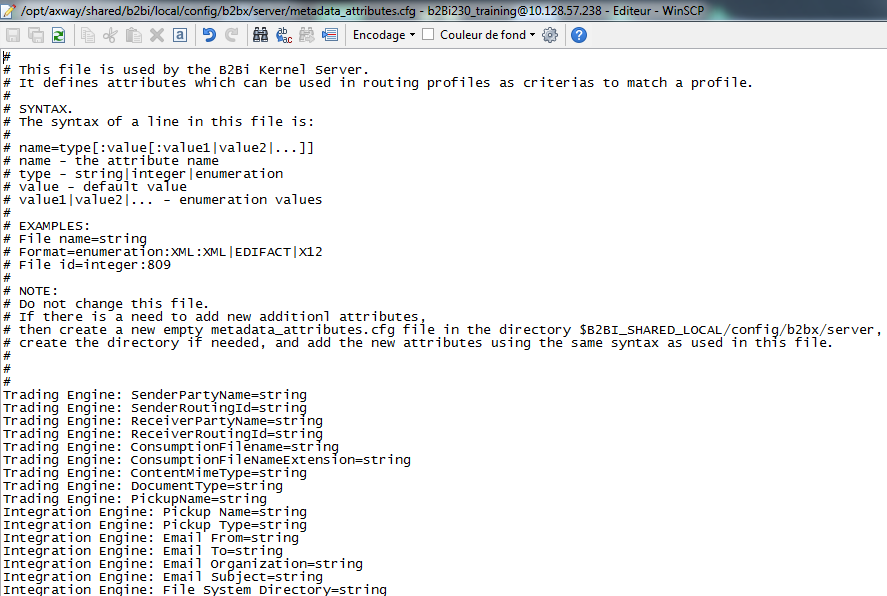 /opt/axway/shared/b2bi/local/config/b2bx/server/metadata_attributes.cfg - b2Bi230_training@10.128.57.238 - Editeur - WinSCP
Encodage Couleur de fond
#
# This file is used by the B2Bi Kernel Server.
# It defines attributes which can be used in routing profiles as criterias to match a profile.
#
# SYNTAX.
# The syntax of a line in this file is:
#
# name=type[:value[:value1|value2|...]]
# name - the attribute name
# type - string|integer|enumeration
# value - default value
# value1|value2|... - enumeration values
#
# EXAMPLES:
# File name=string
# Format=enumeration:XML:XML|EDIFACT|X12
# File id=integer:809
#
# NOTE:
# Do not change this file.
# If there is a need to add new additionl attributes,
# then create a new empty metadata_attributes.cfg file in the directory $B2BI_SHARED_LOCAL/config/b2bx/server,
# create the directory if needed, and add the new attributes using the same syntax as used in this file.
#
#
#
Trading Engine: SenderPartyName=string
Trading Engine: SenderRoutingId=string
Trading Engine: ReceiverPartyName=string
Trading Engine: ReceiverRoutingId=string
Trading Engine: ConsumptionFilename=string
Trading Engine: ConsumptionFileNameExtension=string
Trading Engine: ContentMimeType=string
Trading Engine: DocumentType=string
Trading Engine: PickupName=string
Integration Engine: Pickup Name=string
Integration Engine: Pickup Type=string
Integration Engine: Email From=string
Integration Engine: Email To=string
Integration Engine: Email Organization=string
Integration Engine: Email Subject=string
Integration Engine: File System Directory=string